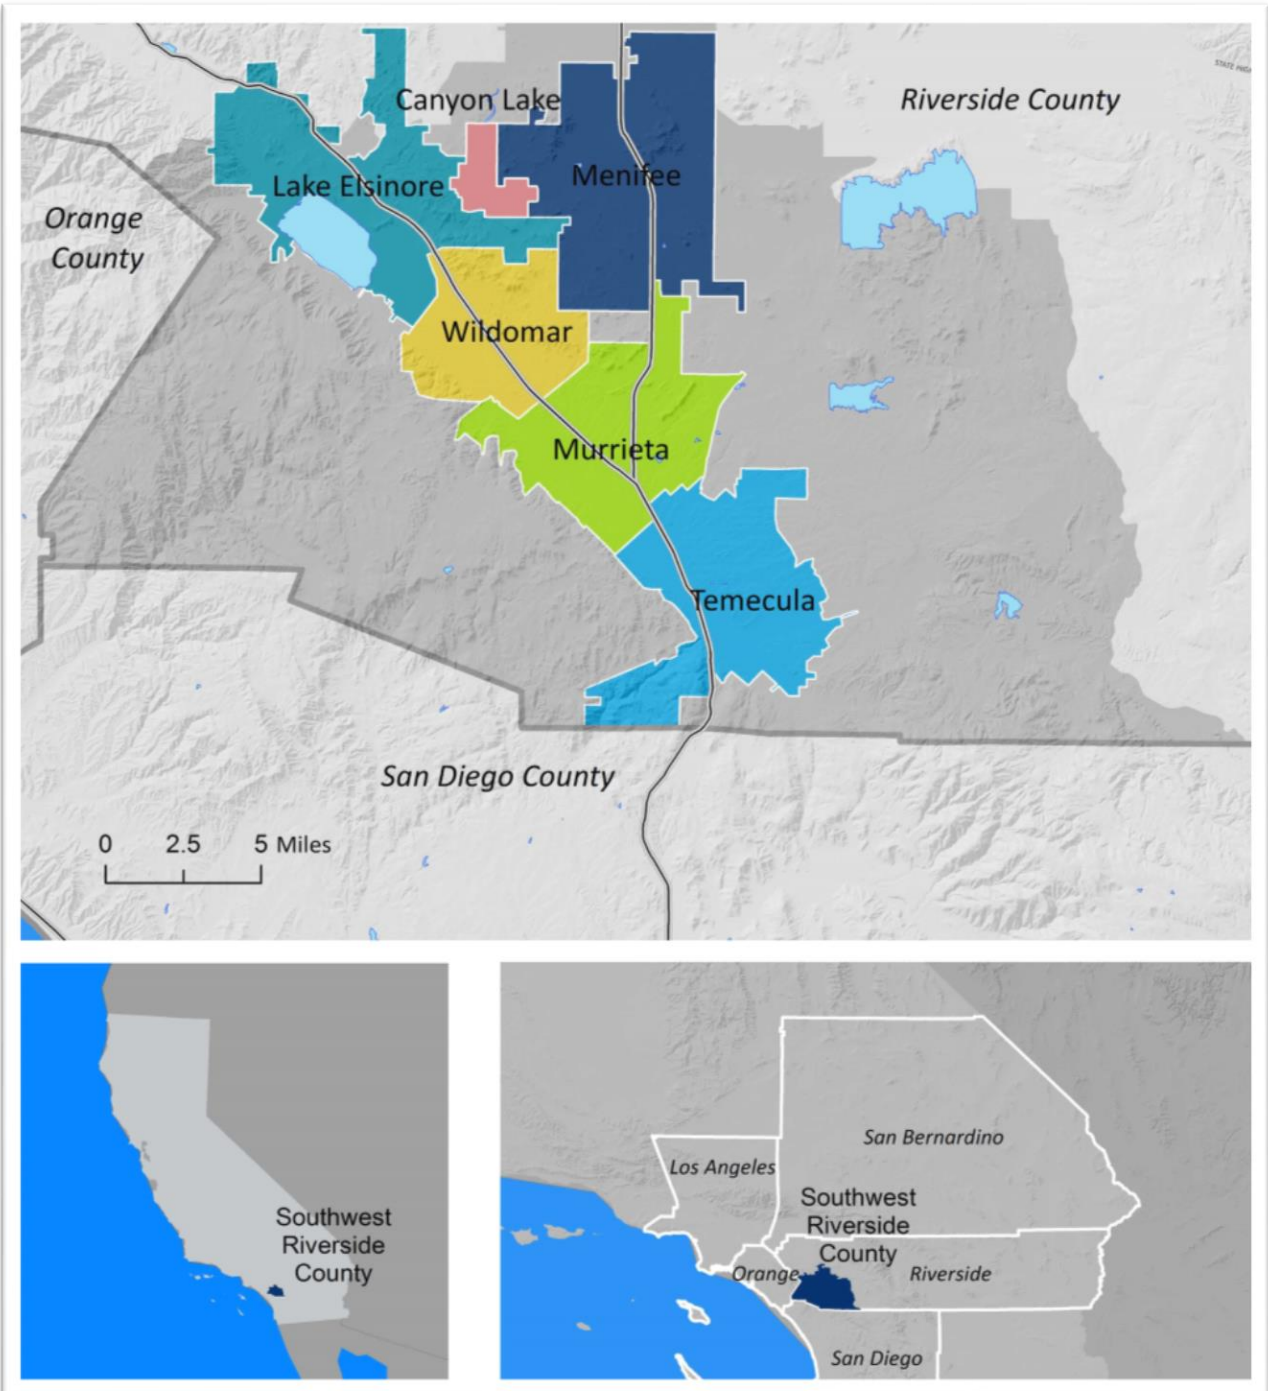 Canyon Lake
Riverside County
Menifee
Lake Elsinore
Orange
County
Wildomar
Murrieta
Temecula
San Diego County
0 2.5 5 Miles
Southwest
Riverside
County
San Bernardino
Los Angeles
Southwest
Riverside
County
Orange
Riverside
San Diego